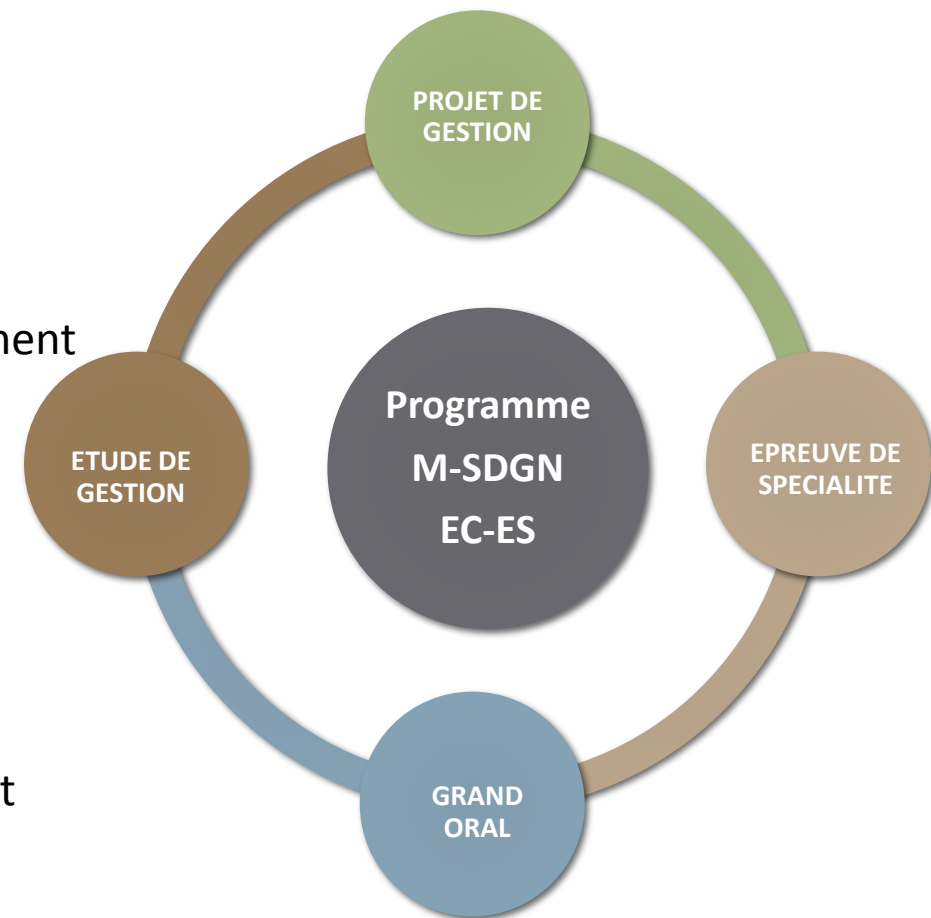 PROJET DE
GESTION
ETUDE DE
GESTION
Programme
M-SDGN
EC-ES
EPREUVE DE
SPECIALITE
GRAND
ORAL